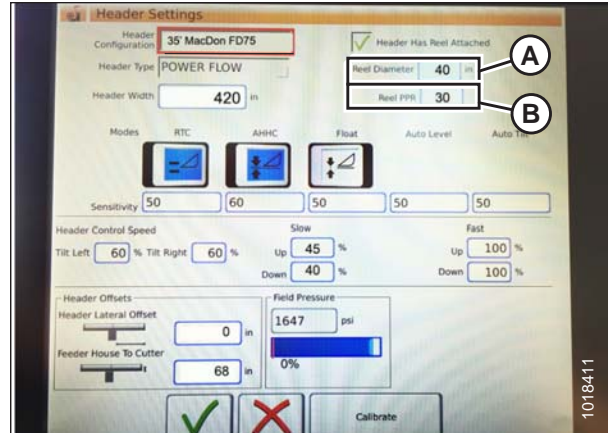 Header Settings
Header Configuration
35' MacDon FD75
Header Has Reel Attached
Header Type
POWER FLOW
Reel Diameter 40 in
A
Header Width 420 in
Reel PPR 30
B
Modes RTC AHHC Float Auto Level Auto Tilt
Sensitivity 50 60 50 50 50
Header Control Speed
Slow
Fast
Tilt Left 60 % Tilt Right 60 %
Up 45 %
Up 100 %
Down 40 %
Down 100 %
Header Offsets
Field Pressure
Header Lateral Offset
0 in
1647 psi
Feeder House To Cutter
68 in
0%
Calibrate
1018411